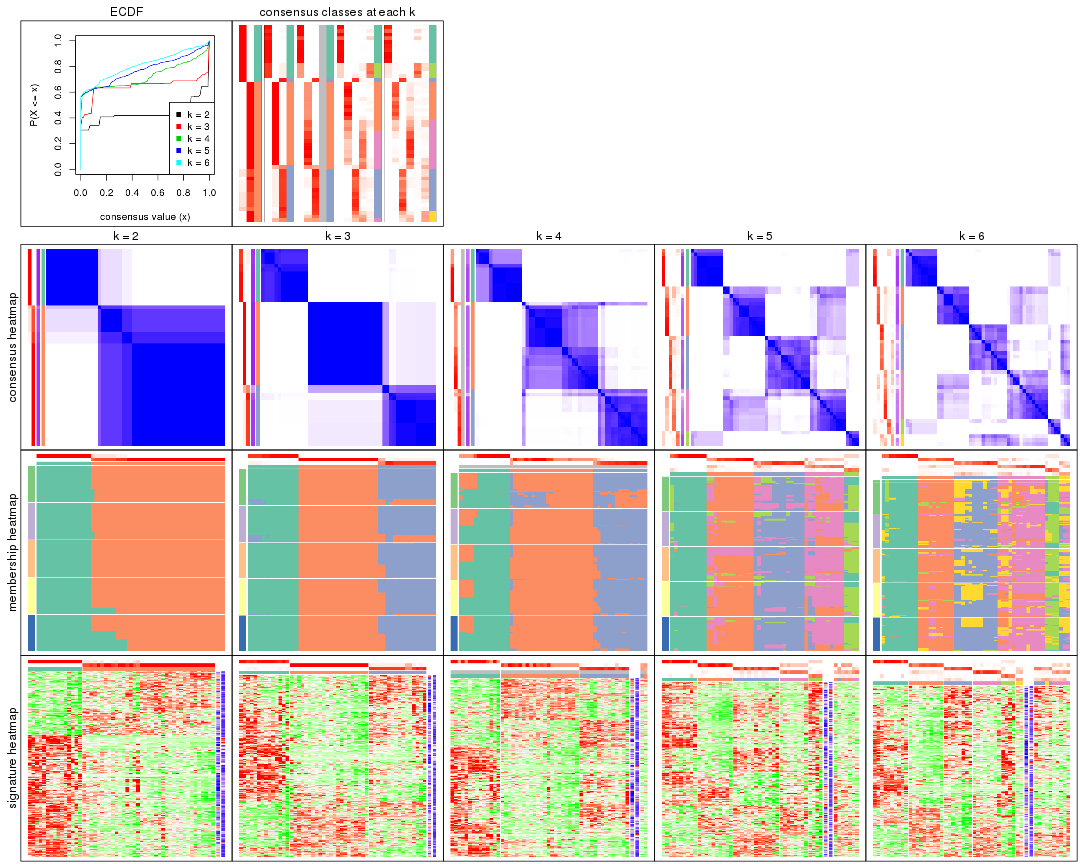 ECDF
consensus classes at each k
P(X <= x)
0.0 0.2 0.4 0.6 0.8 1.0
k = 2
k = 3
k = 4
k = 5
k = 6
0.0 0.2 0.4 0.6 0.8 1.0
consensus value (x)
k = 2
k = 3
k = 4
k = 5
k = 6
consensus heatmap
membership heatmap
signature heatmap